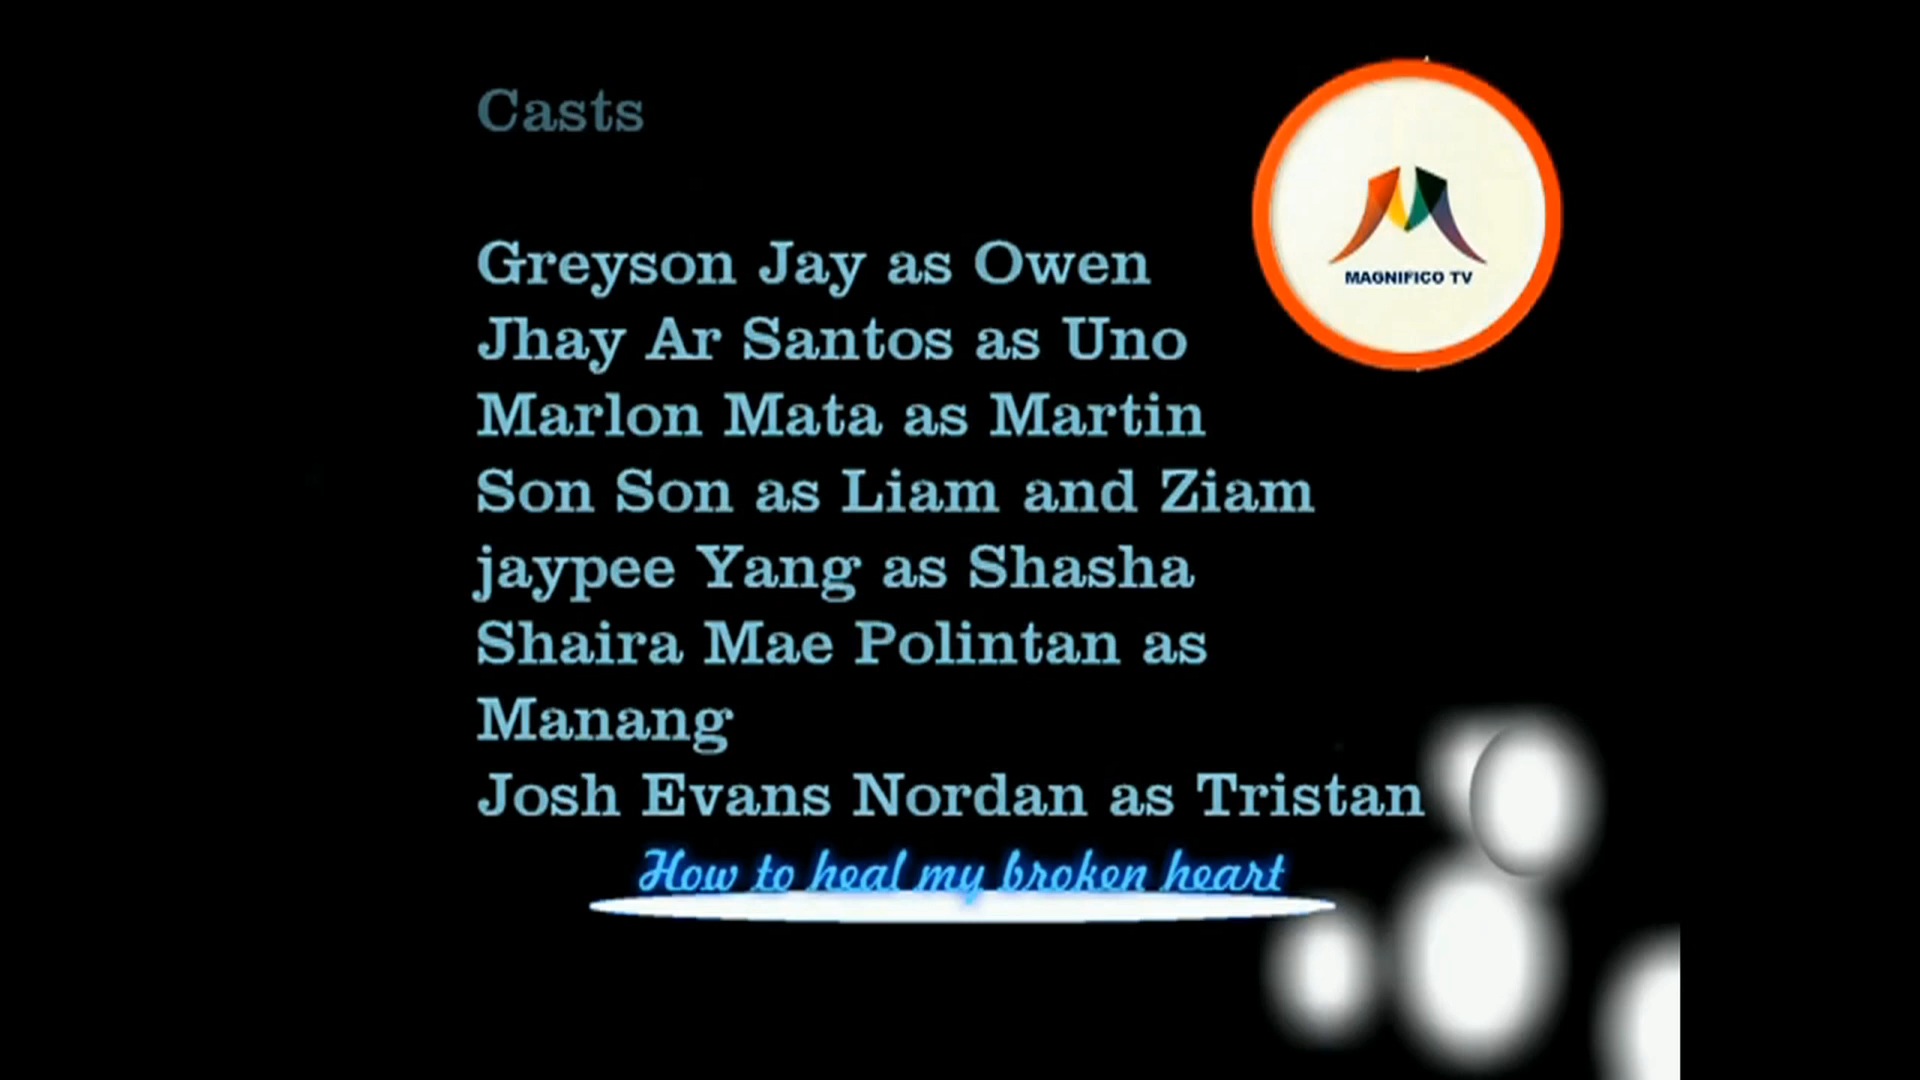 Casts
MAGNIFICO TV
Greyson Jay as Owen
Jhay Ar Santos as Uno
Marlon Mata as Martin
Son Son as Liam and Ziam
jaypee Yang as Shasha
Shaira Mae Polintan as
Manang
Josh Evans Nordan as Tristan
How to heal my broken heart